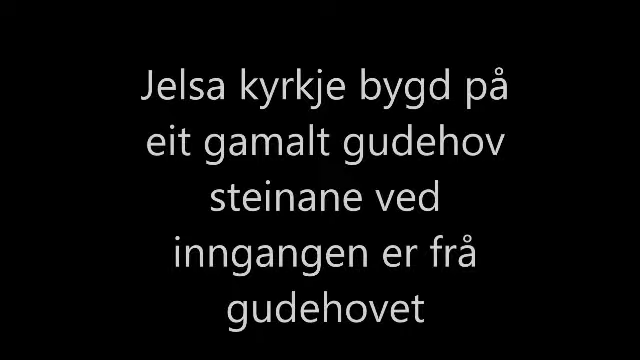 Jelsa kyrkje bygd på
eit gamalt gudehov
steinane ved
inngangen er frå
gudehovet